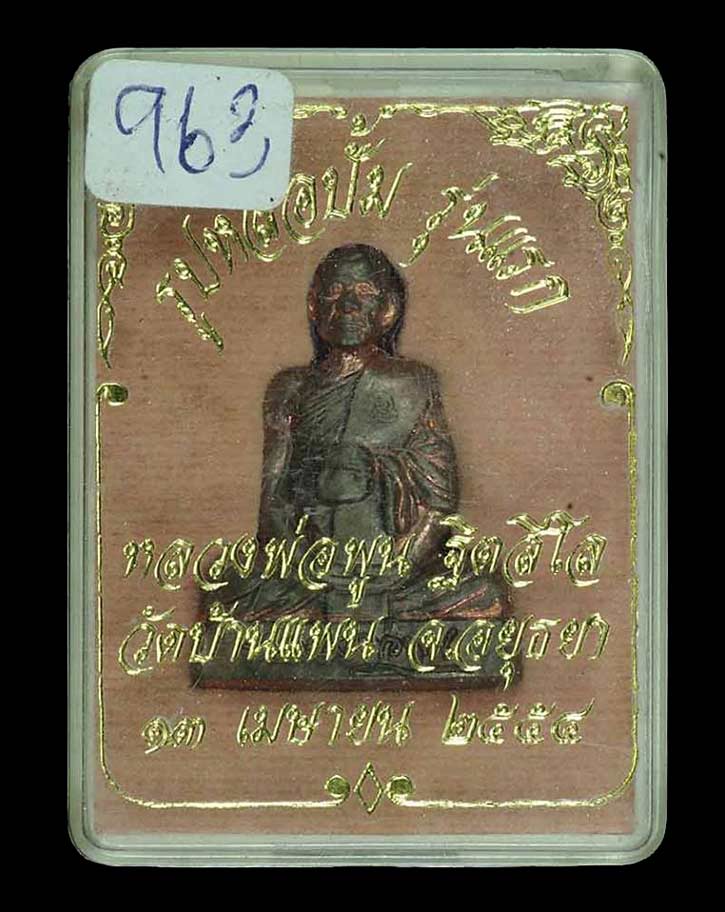 963
รูปหล่อปั๊ม รุ่นแรก
หลวงพ่อพูน ฐิตสีโล
วัดบ้านแพน จ.อยุธยา
๑๓ เมษายน ๒๕๕๔